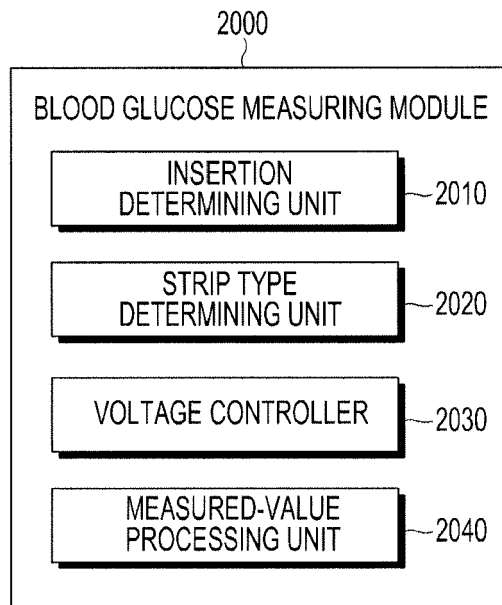 2000
BLOOD GLUCOSE MEASURING MODULE
INSERTION
DETERMINING UNIT
2010
STRIP TYPE
DETERMINING UNIT
2020
VOLTAGE CONTROLLER
2030
MEASURED-VALUE
PROCESSING UNIT
2040